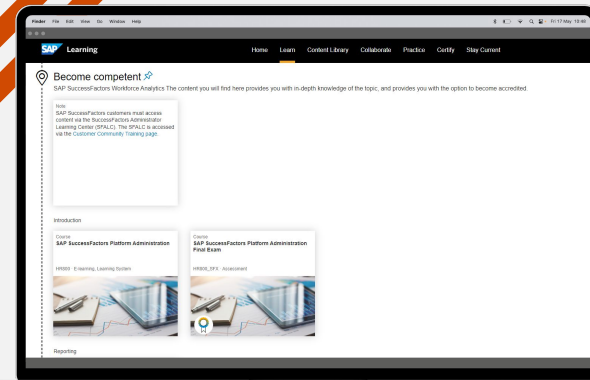 Finder File Edit View Go Window Help
Fri 17 May 10:48
SAP Learning
Home Learn Content Library Collaborate Practice Certify Stay Current
Become competent
SAP SuccessFactors Workforce Analytics The content you will find here provides you with in-depth knowledge of the topic, and provides you with the option to become accredited.
Note:
SAP SuccessFactors customers must access
content via the SuccessFactors Administrator
Learning Center (SFALC). The SFALC is accessed
via the Customer Community Training page.
Introduction
Course
SAP SuccessFactors Platform Administration
HR800 · E-learning, Learning System
Course
SAP SuccessFactors Platform Administration
Final Exam
HR800_SFX · Assessment
Reporting